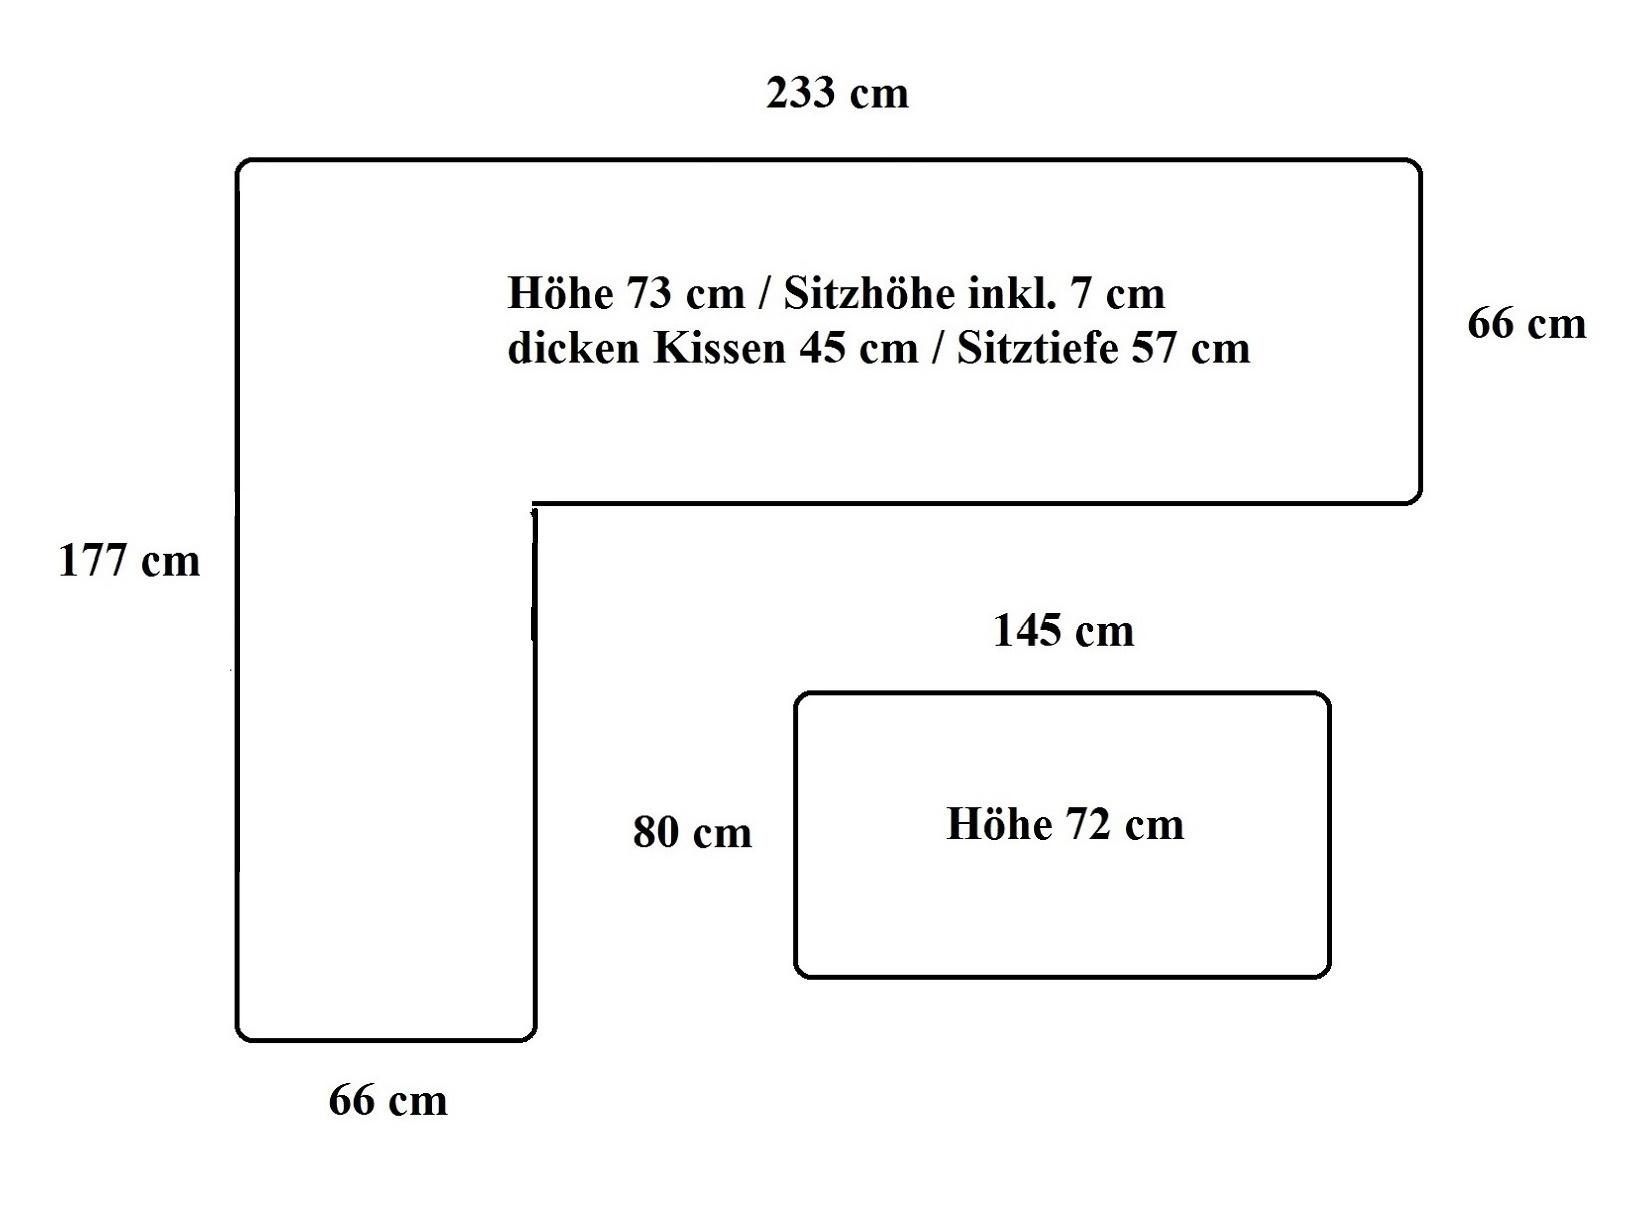 233 cm
Höhe 73 cm / Sitzhöhe inkl. 7 cm
dicken Kissen 45 cm / Sitztiefe 57 cm
66 cm
177 cm
145 cm
80 cm
Höhe 72 cm
66 cm